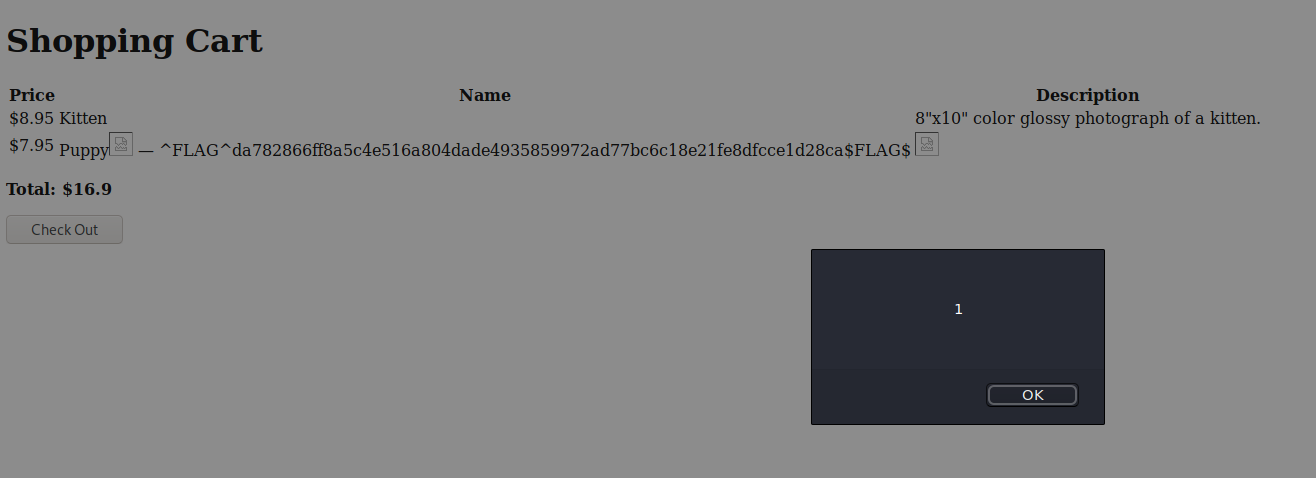 Shopping Cart
Price Name Description
$8.95 Kitten 8"x10" color glossy photograph of a kitten.
$7.95 Puppy — ^FLAG^da782866ff8a5c4e516a804dade4935859972ad77bc6c18e21fe8dfcce1d28ca$FLAG$
Total: $16.9
Check Out
1
OK